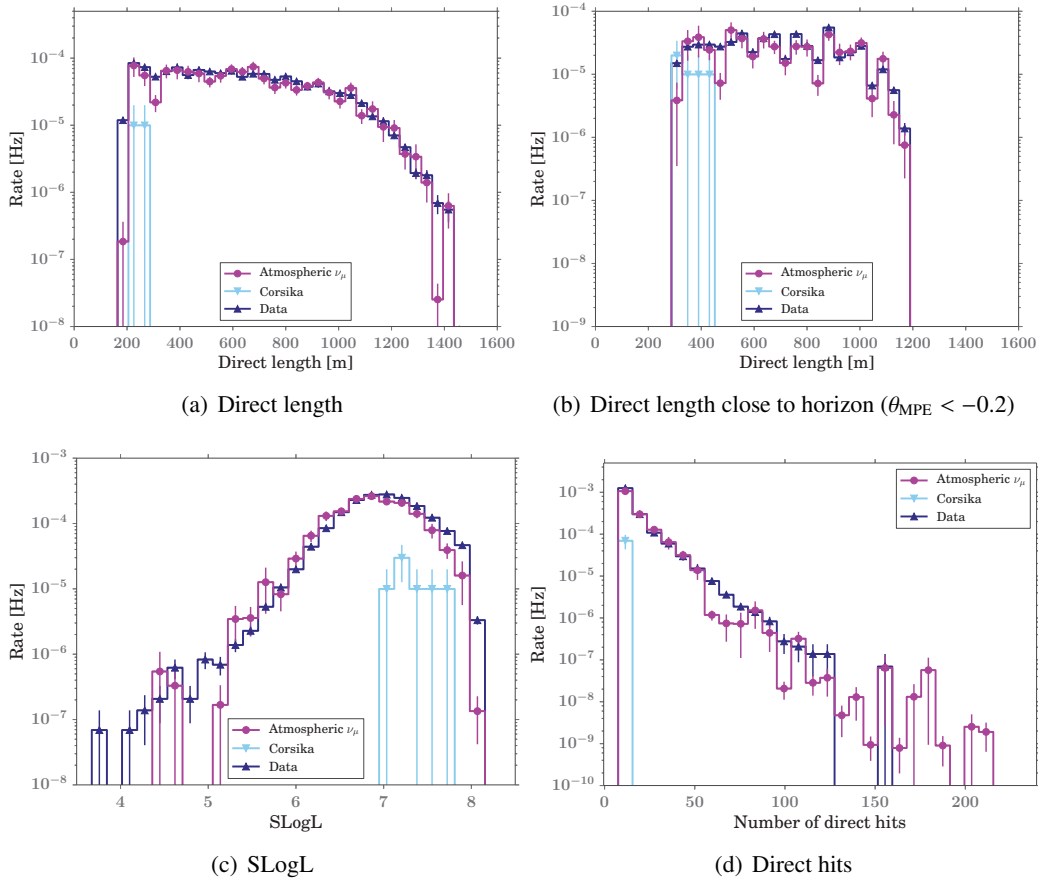 10⁻⁴
10⁻⁵
10⁻⁶
10⁻⁷
10⁻⁸
Rate [Hz]
0 200 400 600 800 1000 1200 1400 1600
Direct length [m]
Atmospheric νμ
Corsika
Data
(a) Direct length
10⁻⁴
10⁻⁵
10⁻⁶
10⁻⁷
10⁻⁸
10⁻⁹
Rate [Hz]
0 200 400 600 800 1000 1200 1400 1600
Direct length [m]
Atmospheric νμ
Corsika
Data
(b) Direct length close to horizon (θMPE < −0.2)
10⁻³
10⁻⁴
10⁻⁵
10⁻⁶
10⁻⁷
10⁻⁸
Rate [Hz]
4 5 6 7 8
SLogL
Atmospheric νμ
Corsika
Data
(c) SLogL
10⁻³
10⁻⁴
10⁻⁵
10⁻⁶
10⁻⁷
10⁻⁸
10⁻⁹
10⁻¹⁰
Rate [Hz]
0 50 100 150 200
Number of direct hits
Atmospheric νμ
Corsika
Data
(d) Direct hits